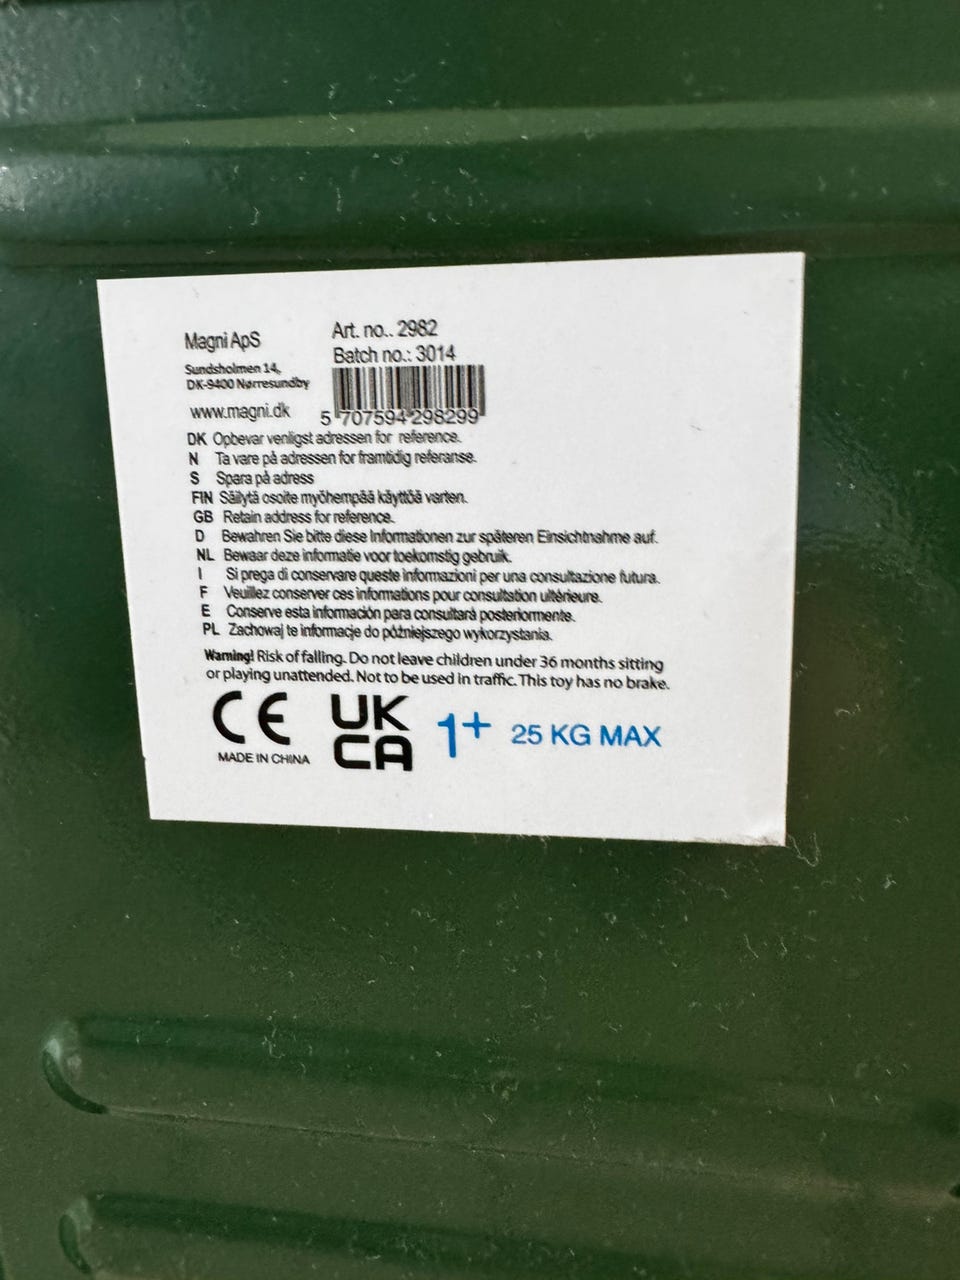 Magni ApS
Sundsholmen 14,
DK-9400 Nørresundby
www.magni.dk
Art. no.. 2982
Batch no.: 3014
5 707594 298299
DK Opbevar venligst adressen for reference.
N Ta vare på adressen for framtidig referanse.
S Spara på adress
FIN Säilytä osoite myöhempää käyttöä varten.
GB Retain address for reference.
D Bewahren Sie bitte diese Informationen zur späteren Einsichtnahme auf.
NL Bewaar deze informatie voor toekomstig gebruik.
I Si prega di conservare queste informazioni per una consultazione futura.
F Veuillez conserver ces informations pour consultation ultérieure.
E Conserve esta información para consultará posteriormente.
PL Zachowaj te informacje do późniejszego wykorzystania.
Warning! Risk of falling. Do not leave children under 36 months sitting
or playing unattended. Not to be used in traffic. This toy has no brake.
CE
MADE IN CHINA
UK
CA
1+
25 KG MAX